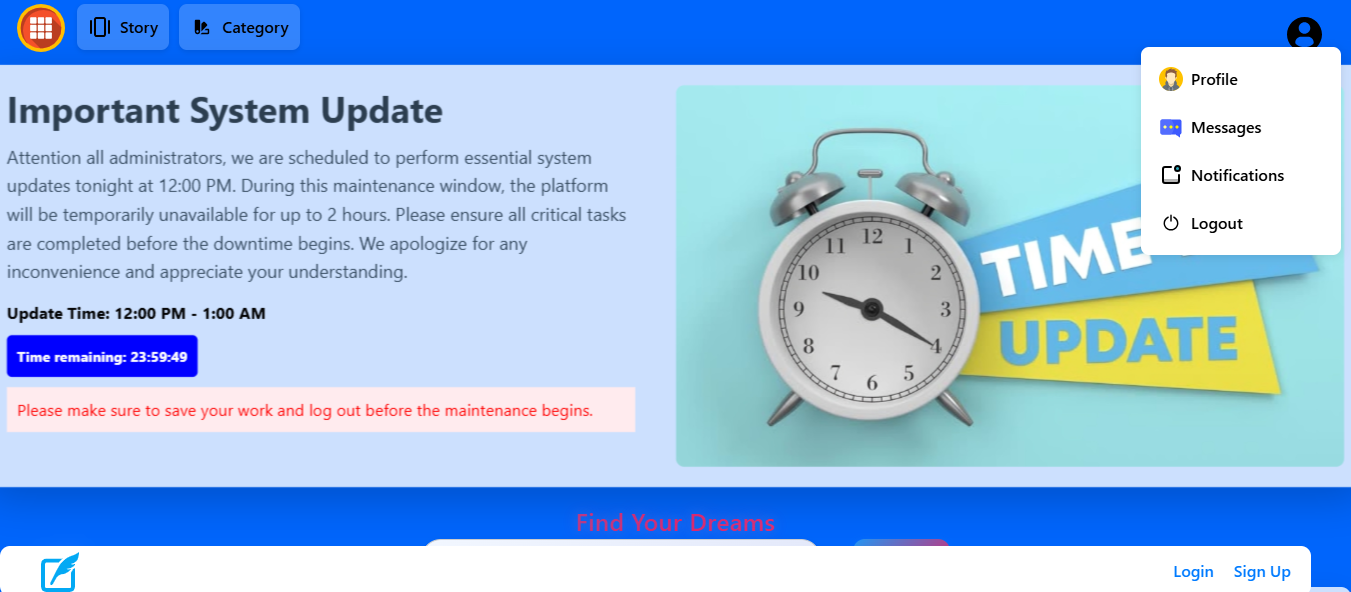 Story
Category
Profile
Messages
Notifications
Logout
Important System Update
Attention all administrators, we are scheduled to perform essential system
updates tonight at 12:00 PM. During this maintenance window, the platform
will be temporarily unavailable for up to 2 hours. Please ensure all critical tasks
are completed before the downtime begins. We apologize for any
inconvenience and appreciate your understanding.
Update Time: 12:00 PM - 1:00 AM
Time remaining: 23:59:49
Please make sure to save your work and log out before the maintenance begins.
12
1
2
3
4
5
6
7
8
9
10
11
TIME
UPDATE
Find Your Dreams
Login
Sign Up